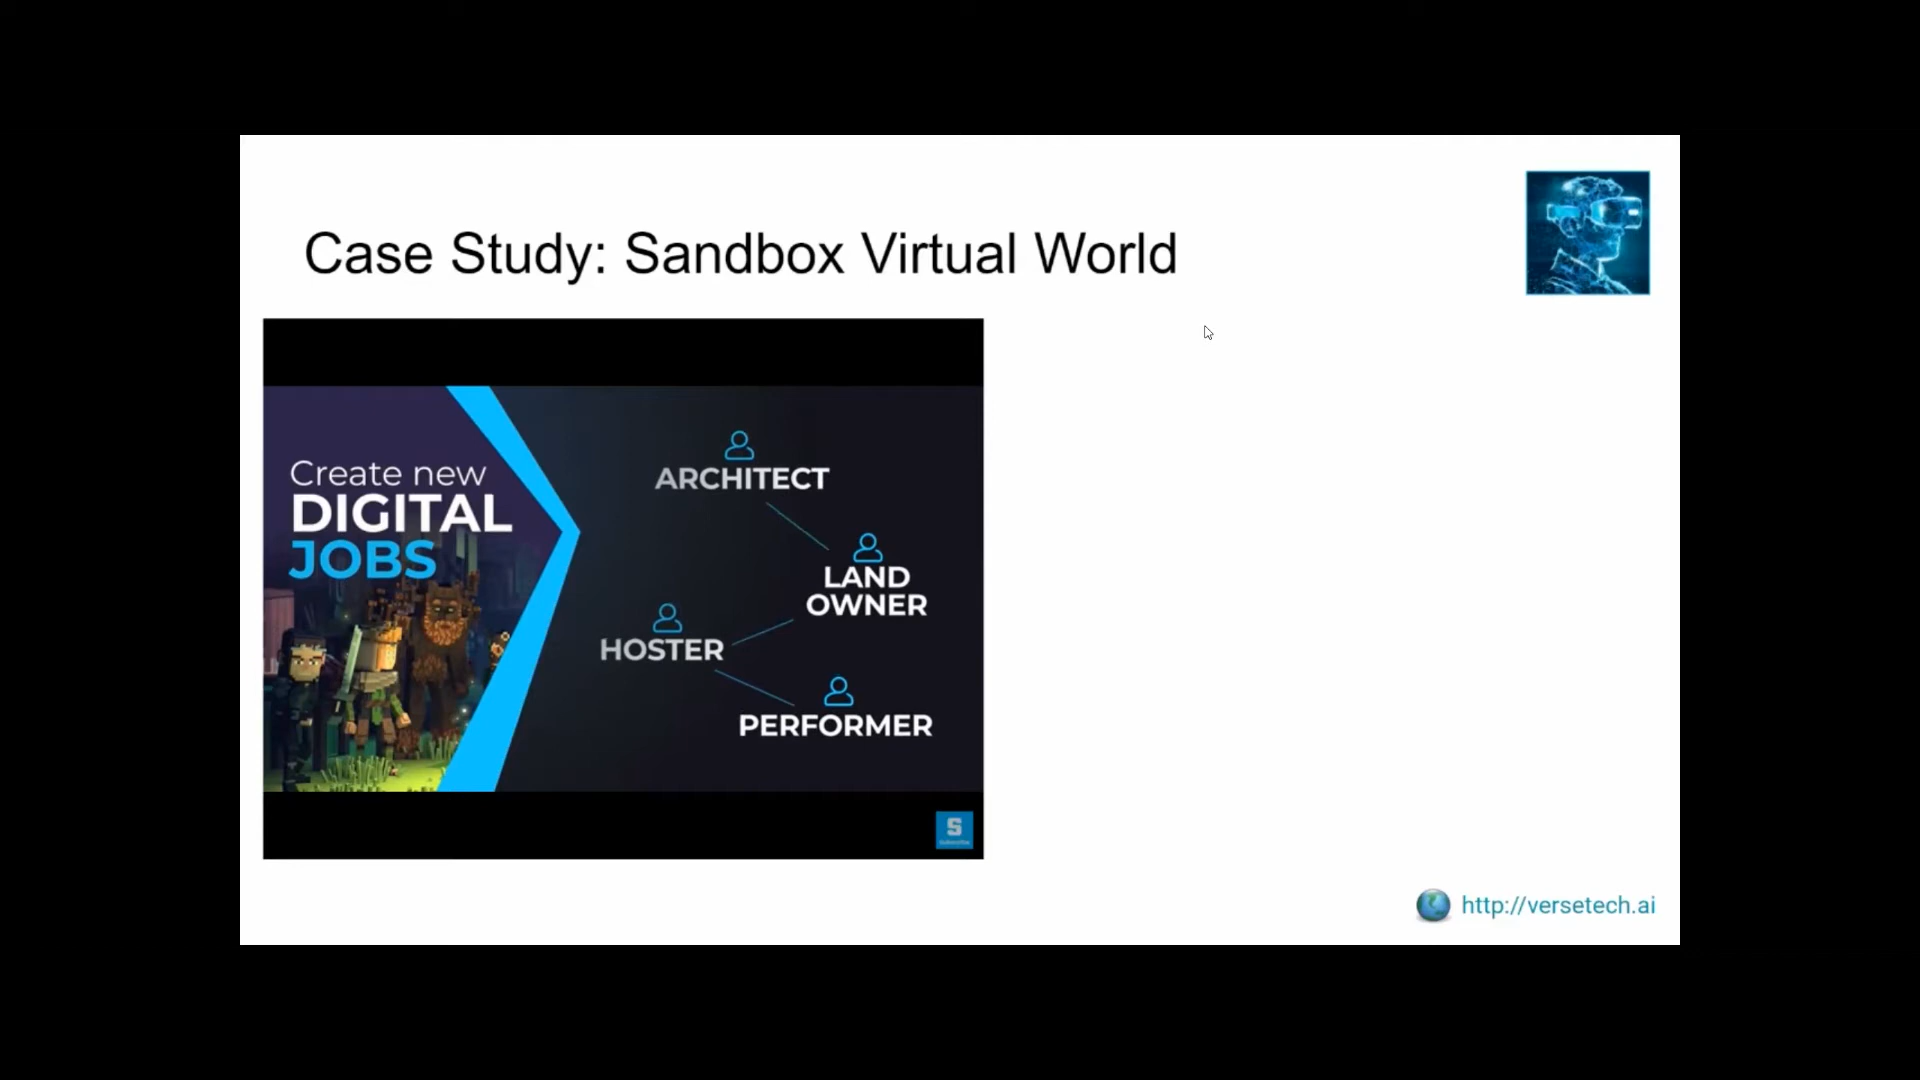 Case Study: Sandbox Virtual World
Create new
DIGITAL
JOBS
ARCHITECT
LAND
OWNER
HOSTER
PERFORMER
S
http://versetech.ai